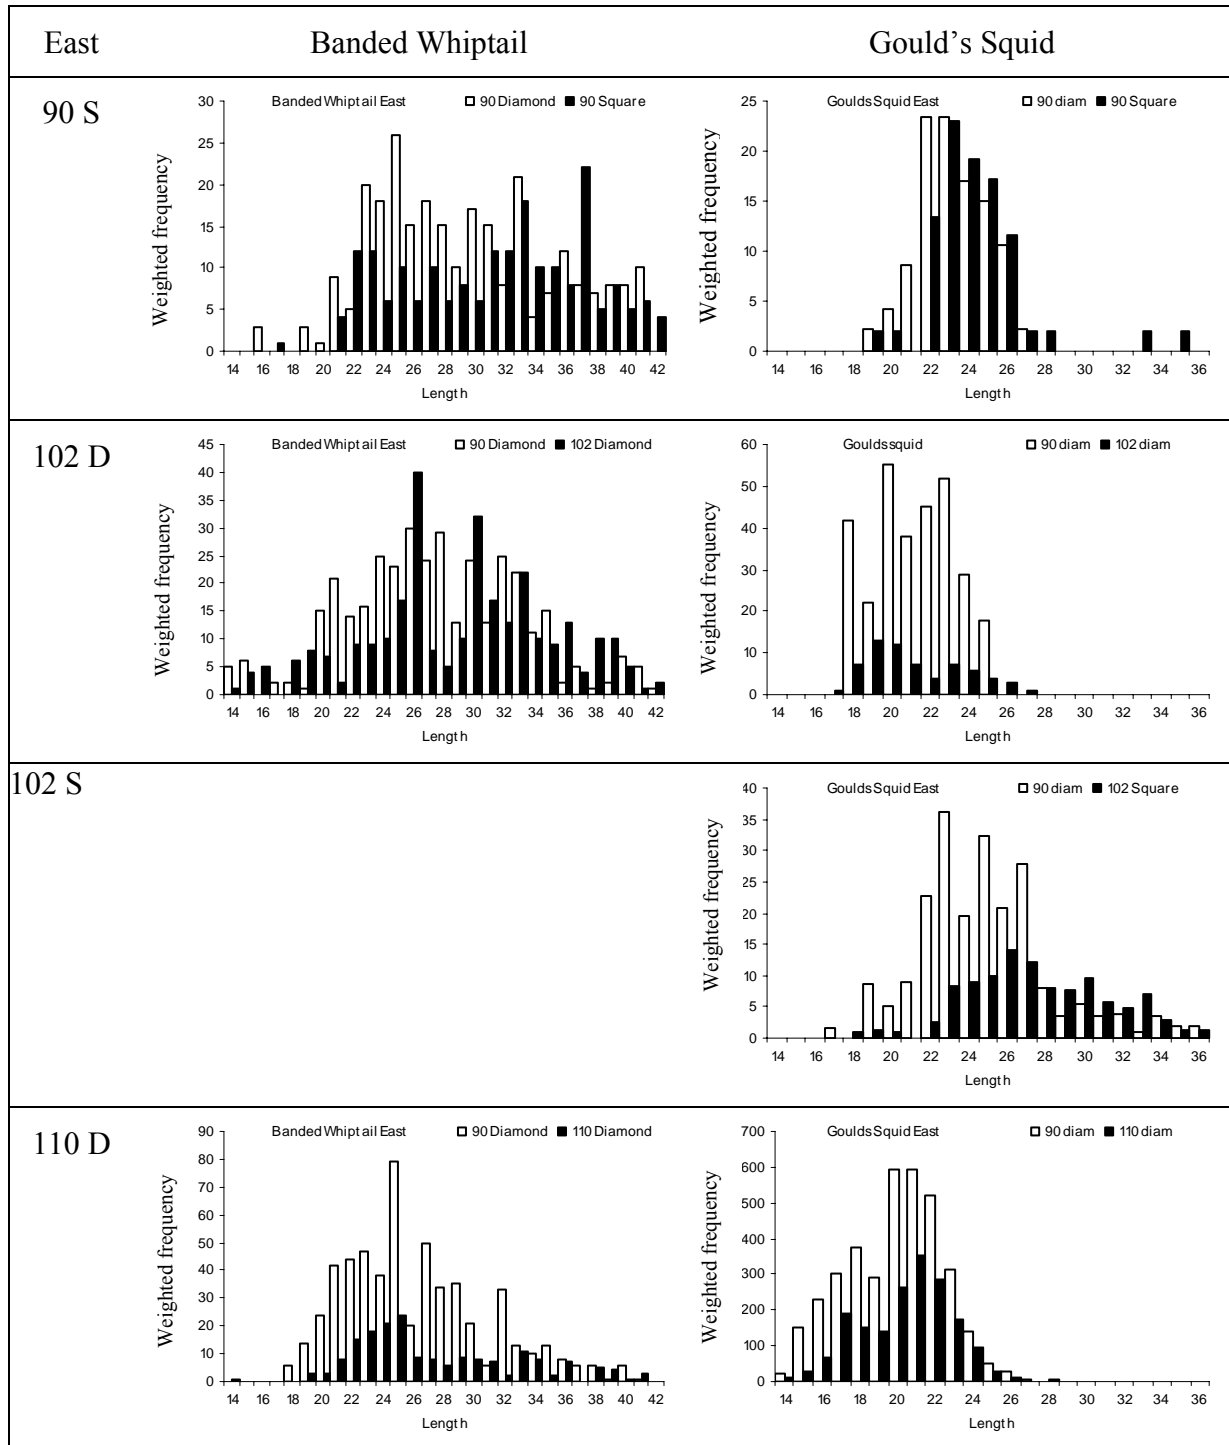 East Banded Whiptail Gould's Squid
90 S
Banded Whiptail East 90 Diamond 90 Square
Weighted frequency
30
25
20
15
10
5
0
14 16 18 20 22 24 26 28 30 32 34 36 38 40 42
Length
Goulds Squid East 90 diam 90 Square
Weighted frequency
25
20
15
10
5
0
14 16 18 20 22 24 26 28 30 32 34 36
Length
102 D
Banded Whiptail East 90 Diamond 102 Diamond
Weighted frequency
45
40
35
30
25
20
15
10
5
0
14 16 18 20 22 24 26 28 30 32 34 36 38 40 42
Length
Gouldssquid 90 diam 102 diam
Weighted frequency
60
50
40
30
20
10
0
14 16 18 20 22 24 26 28 30 32 34 36
Length
102 S
Goulds Squid East 90 diam 102 Square
Weighted frequency
40
35
30
25
20
15
10
5
0
14 16 18 20 22 24 26 28 30 32 34 36
Length
110 D
Banded Whiptail East 90 Diamond 110 Diamond
Weighted frequency
90
80
70
60
50
40
30
20
10
0
14 16 18 20 22 24 26 28 30 32 34 36 38 40 42
Length
Goulds Squid East 90 diam 110 diam
Weighted frequency
700
600
500
400
300
200
100
0
14 16 18 20 22 24 26 28 30 32 34 36
Length